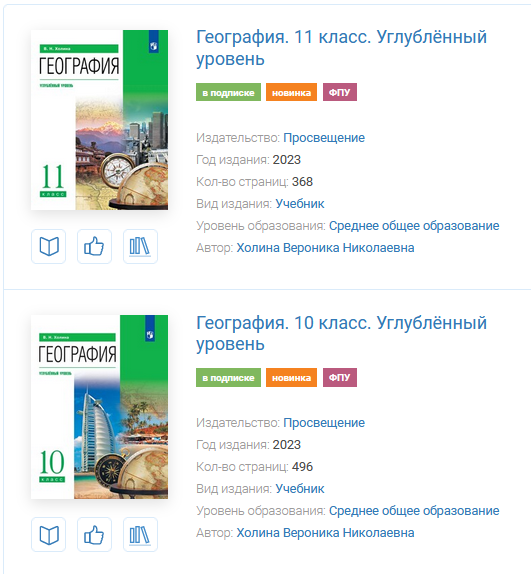 В. Н. Холина
ГЕОГРАФИЯ
УГЛУБЛЁННЫЙ УРОВЕНЬ
11
КЛАСС
География. 11 класс. Углублённый
уровень
в подписке новинка ФПУ
Издательство: Просвещение
Год издания: 2023
Кол-во страниц: 368
Вид издания: Учебник
Уровень образования: Среднее общее образование
Автор: Холина Вероника Николаевна
В. Н. Холина
ГЕОГРАФИЯ
УГЛУБЛЁННЫЙ УРОВЕНЬ
10
КЛАСС
География. 10 класс. Углублённый
уровень
в подписке новинка ФПУ
Издательство: Просвещение
Год издания: 2023
Кол-во страниц: 496
Вид издания: Учебник
Уровень образования: Среднее общее образование
Автор: Холина Вероника Николаевна